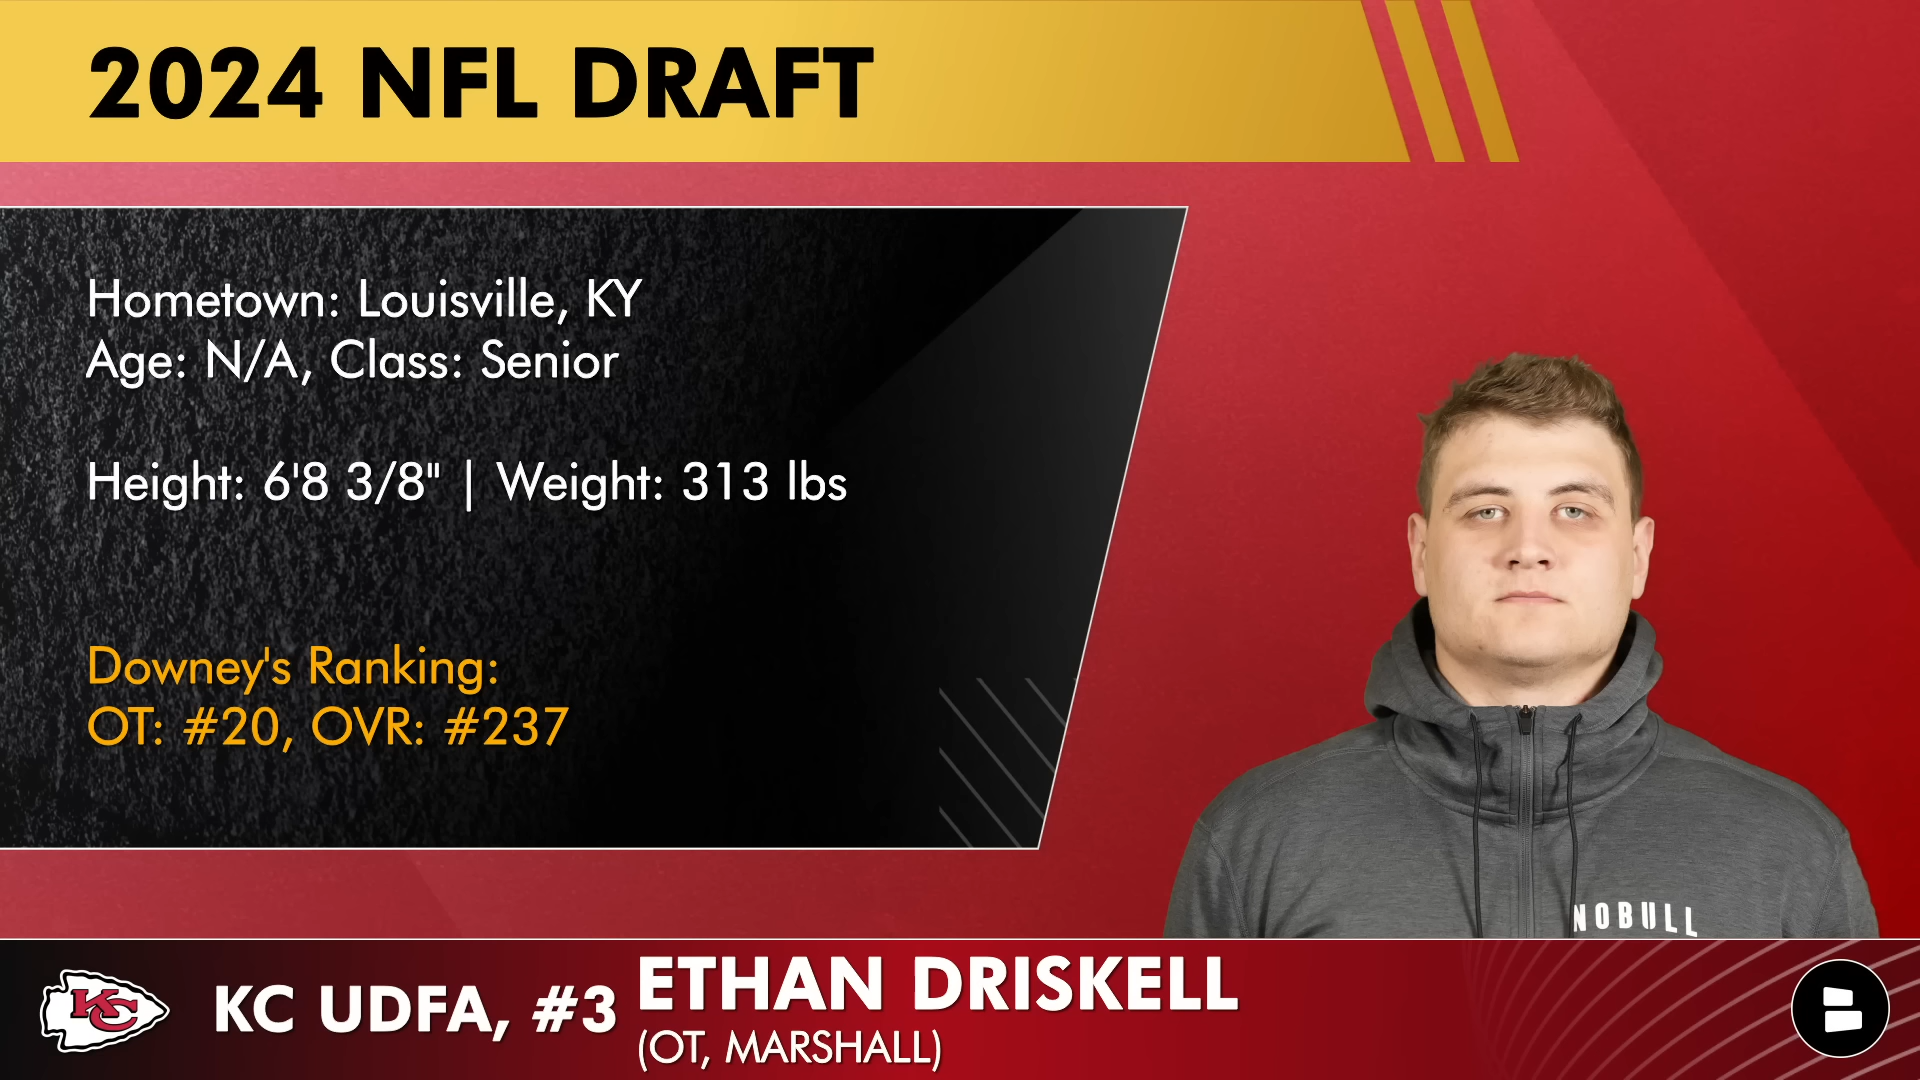 2024 NFL DRAFT
Hometown: Louisville, KY
Age: N/A, Class: Senior
Height: 6'8 3/8" | Weight: 313 lbs
Downey's Ranking:
OT: #20, OVR: #237
NOBULL
KC
KC UDFA, #3
ETHAN DRISKELL
(OT, MARSHALL)